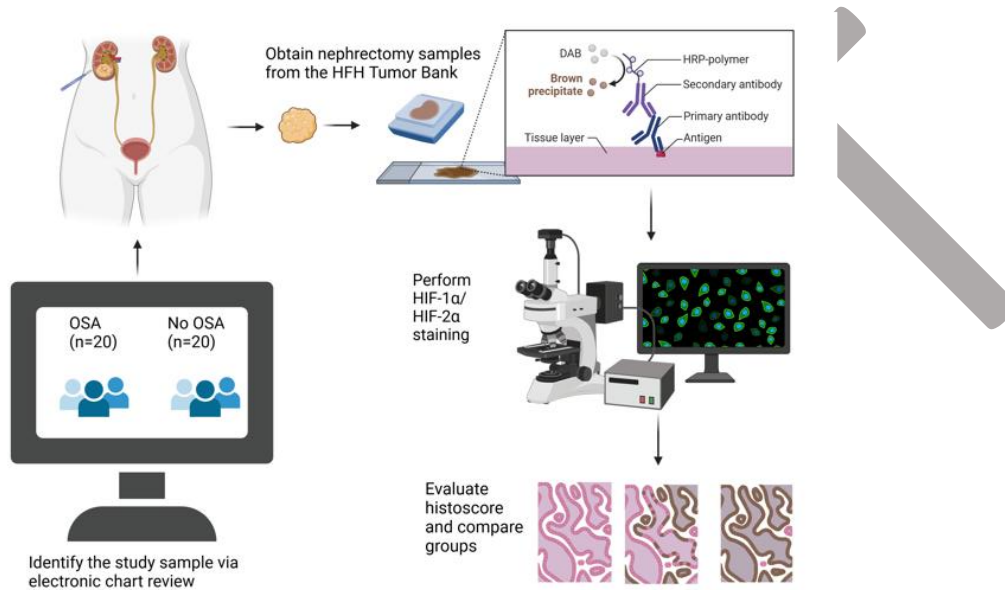 Obtain nephrectomy samples
from the HFH Tumor Bank
DAB
HRP-polymer
Brown
precipitate
Secondary antibody
Primary antibody
Tissue layer
Antigen
Perform
HIF-1α/
HIF-2α
staining
OSA
(n=20)
No OSA
(n=20)
Evaluate
histoscore
and compare
groups
Identify the study sample via
electronic chart review